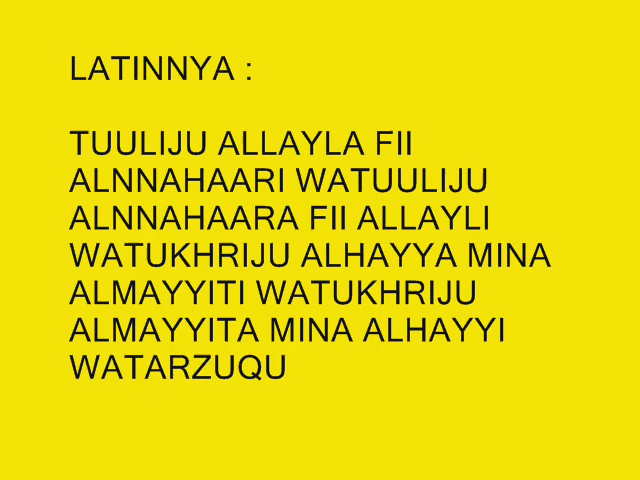 LATINNYA :
TUULIJU ALLAYLA FII
ALNNAHAARI WATUULIJU
ALNNAHAARA FII ALLAYLI
WATUKHRIJU ALHAYYA MINA
ALMAYYITI WATUKHRIJU
ALMAYYITA MINA ALHAYYI
WATARZUQU